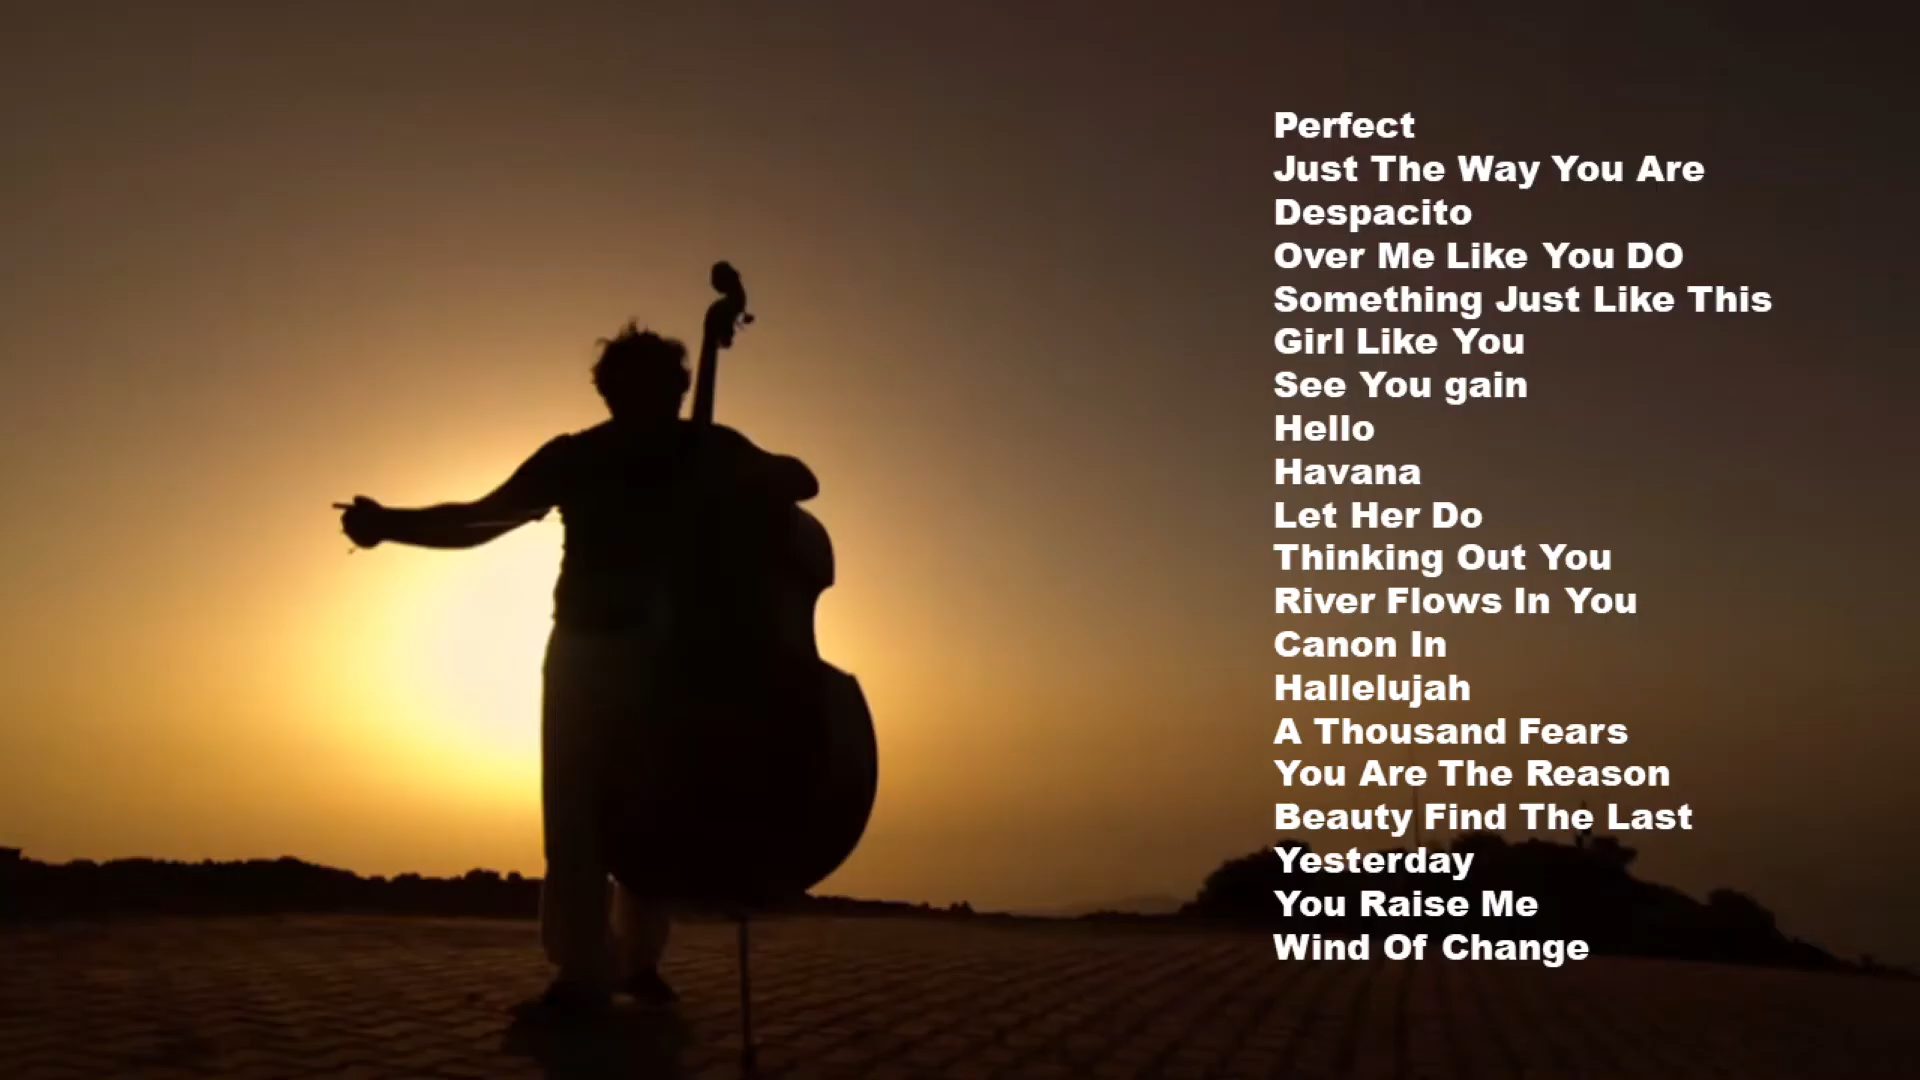 Perfect
Just The Way You Are
Despacito
Over Me Like You DO
Something Just Like This
Girl Like You
See You gain
Hello
Havana
Let Her Do
Thinking Out You
River Flows In You
Canon In
Hallelujah
A Thousand Fears
You Are The Reason
Beauty Find The Last
Yesterday
You Raise Me
Wind Of Change